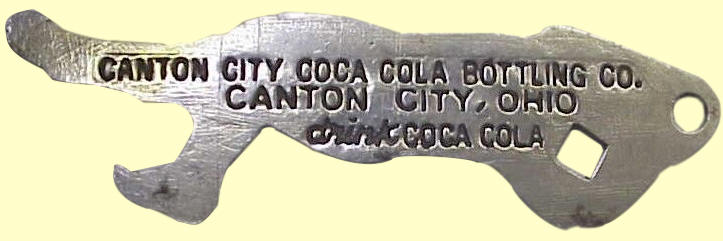 CANTON CITY COCA COLA BOTTLING CO.
CANTON CITY, OHIO
drink COCA COLA